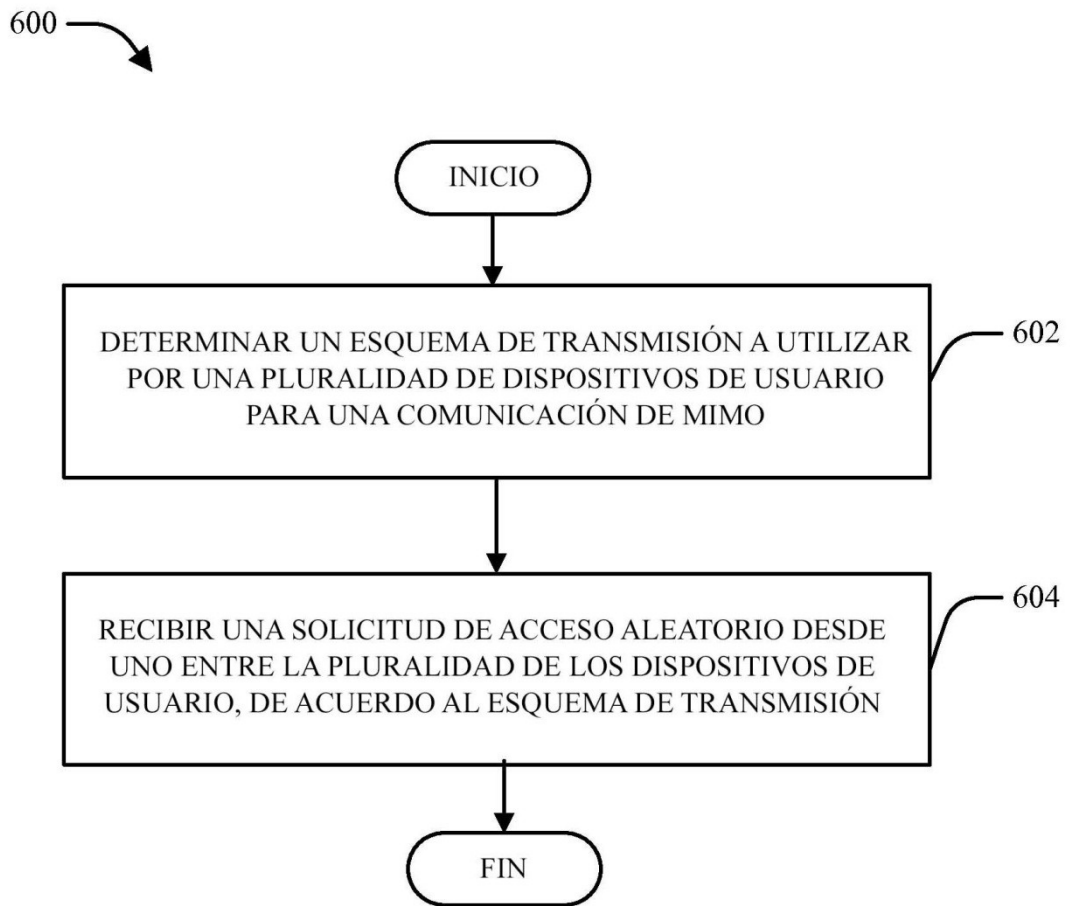 600
INICIO
DETERMINAR UN ESQUEMA DE TRANSMISIÓN A UTILIZAR
POR UNA PLURALIDAD DE DISPOSITIVOS DE USUARIO
PARA UNA COMUNICACIÓN DE MIMO
602
RECIBIR UNA SOLICITUD DE ACCESO ALEATORIO DESDE
UNO ENTRE LA PLURALIDAD DE LOS DISPOSITIVOS DE
USUARIO, DE ACUERDO AL ESQUEMA DE TRANSMISIÓN
604
FIN